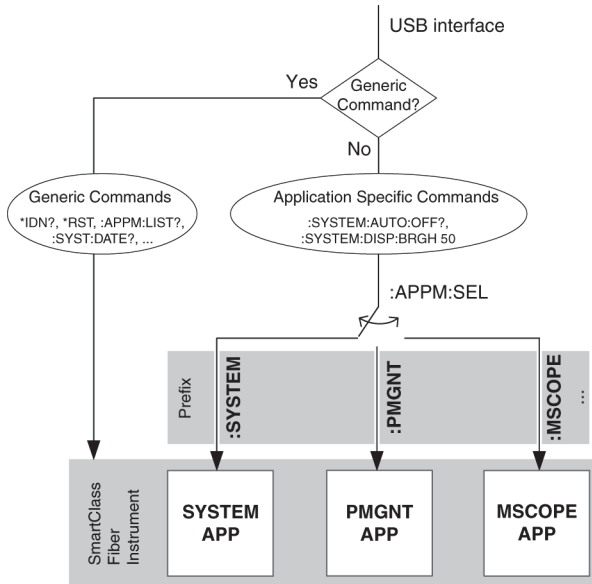 USB interface
Yes
Generic
Command?
No
Generic Commands
*IDN?, *RST, :APPM:LIST?,
:SYST:DATE?, ...
Application Specific Commands
:SYSTEM:AUTO:OFF?,
:SYSTEM:DISP:BRGH 50
:APPM:SEL
Prefix
:SYSTEM
:PMGNT
:MSCOPE
...
SmartClass
Fiber
Instrument
SYSTEM
APP
PMGNT
APP
MSCOPE
APP